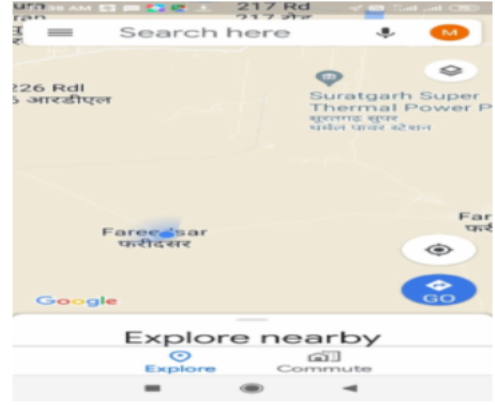 217 Rd
Search here
M
226 Rdl
आरडीएल
Suratgarh Super
Thermal Power P
सूरतगढ़ सुपर
थर्मल पावर स्टेशन
Fareedsar
फरीदसर
Far
Google
GO
Explore nearby
Explore
Commute